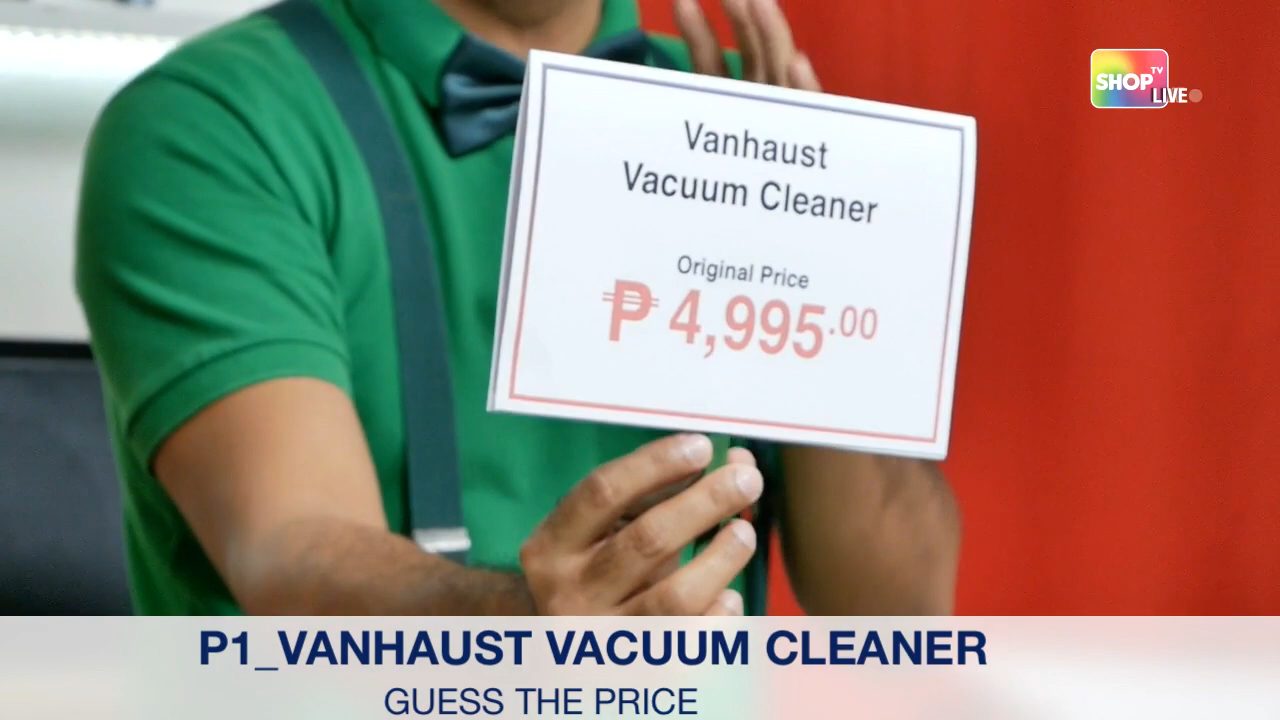 SHOP TV
LIVE
Vanhaust
Vacuum Cleaner
Original Price
₱ 4,995.00
P1_VANHAUST VACUUM CLEANER
GUESS THE PRICE